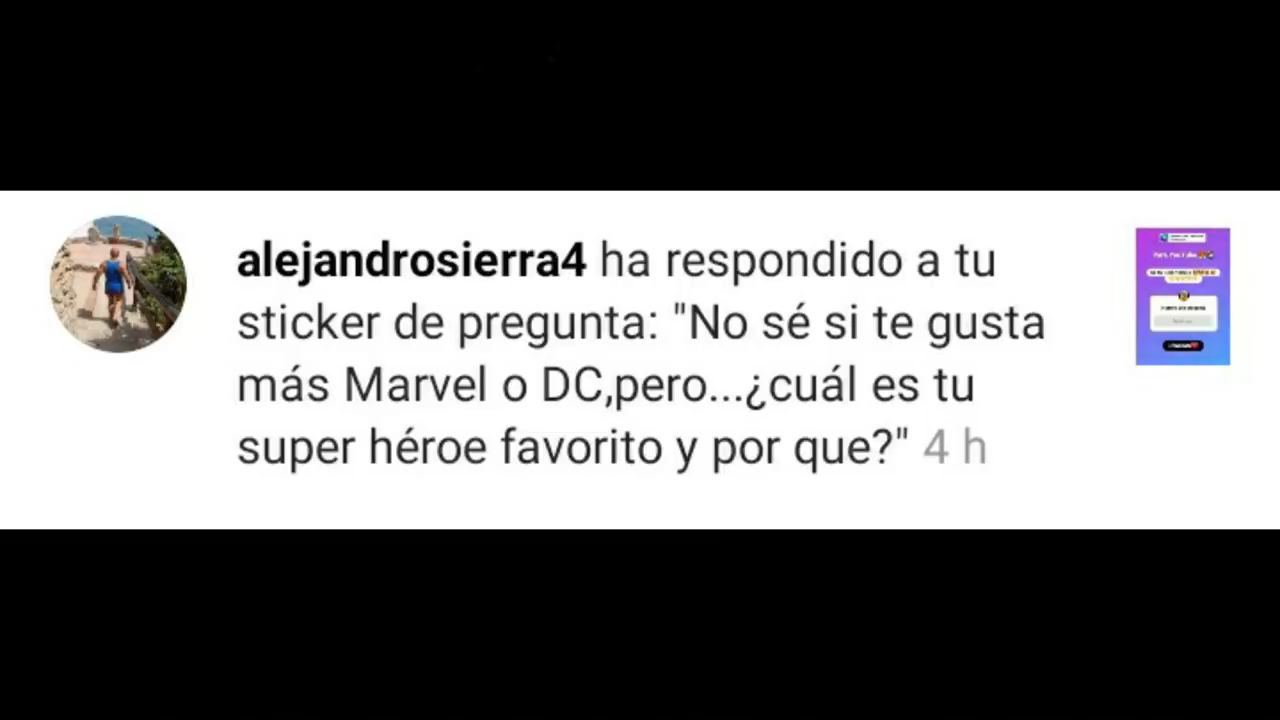 alejandrosierra4 ha respondido a tu
sticker de pregunta: "No sé si te gusta
más Marvel o DC,pero...¿cuál es tu
super héroe favorito y por que?" 4 h